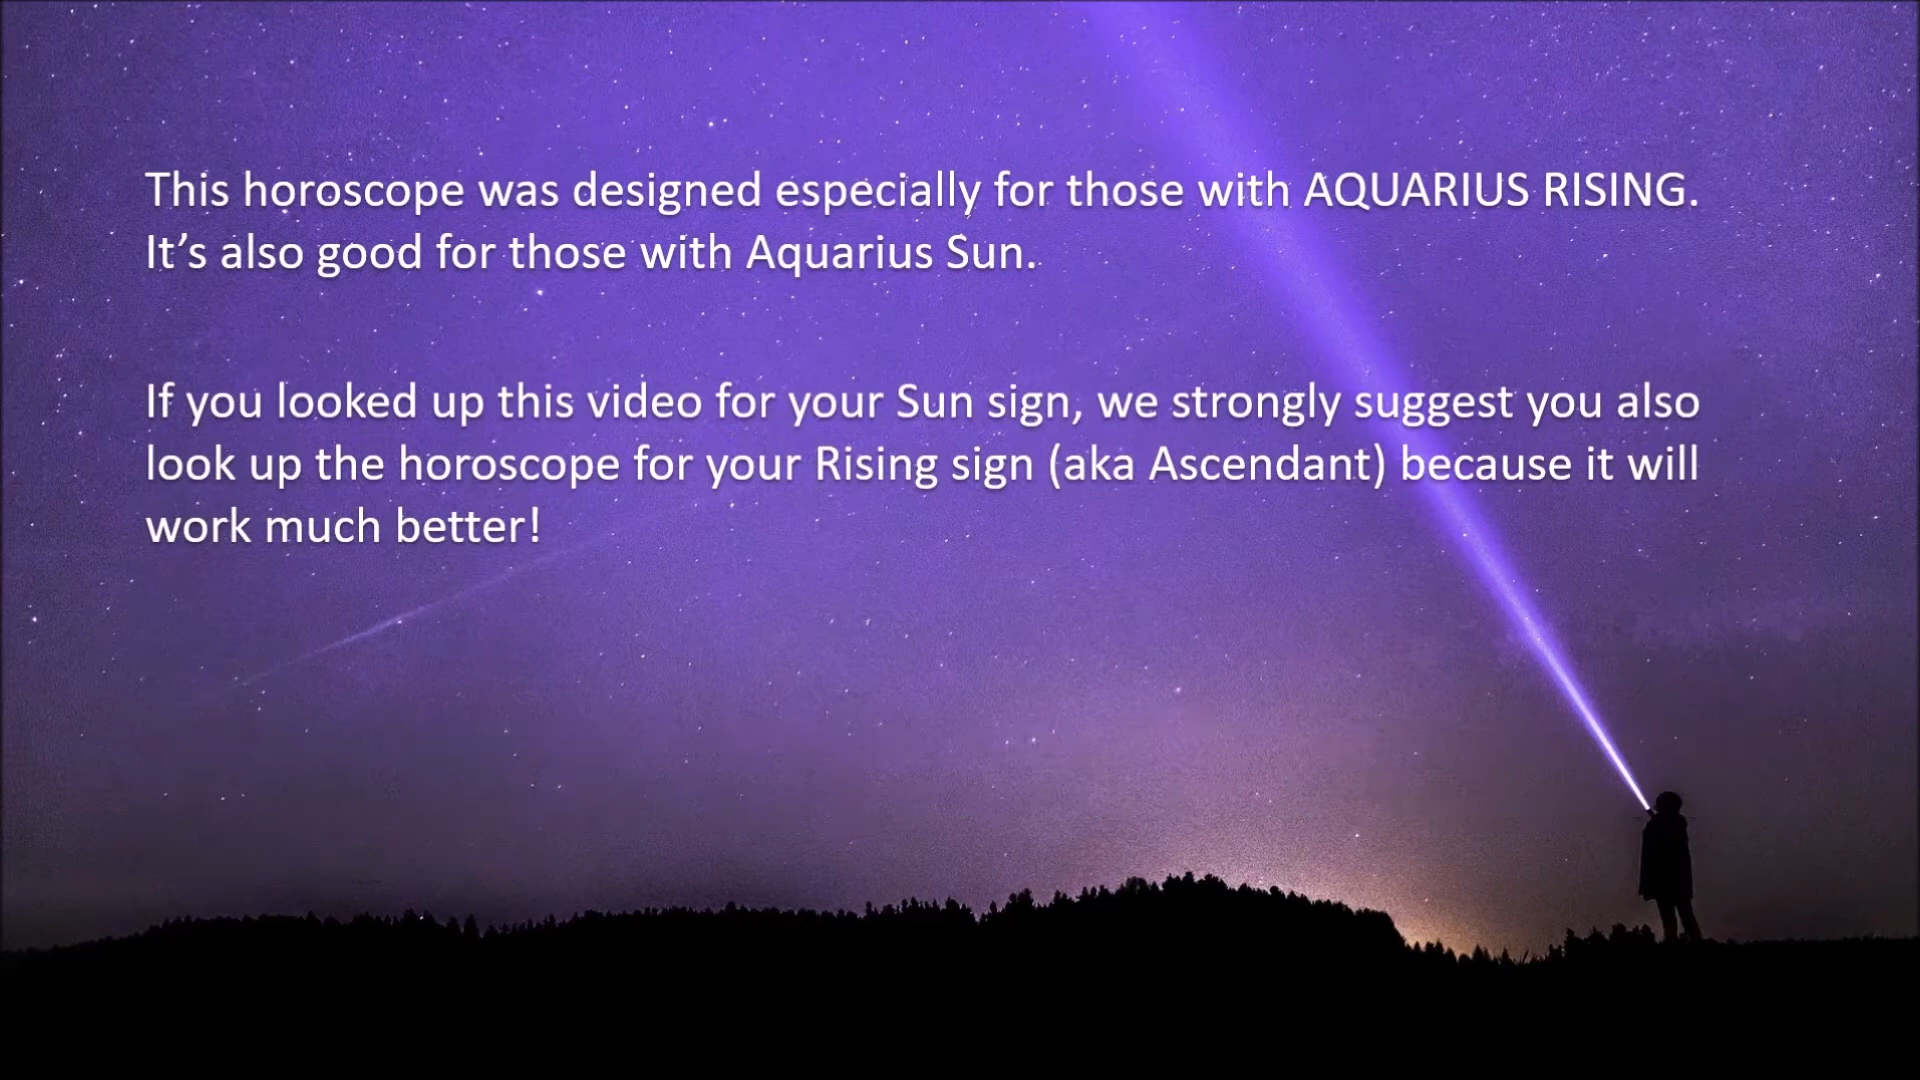 This horoscope was designed especially for those with AQUARIUS RISING.
It’s also good for those with Aquarius Sun.
If you looked up this video for your Sun sign, we strongly suggest you also
look up the horoscope for your Rising sign (aka Ascendant) because it will
work much better!